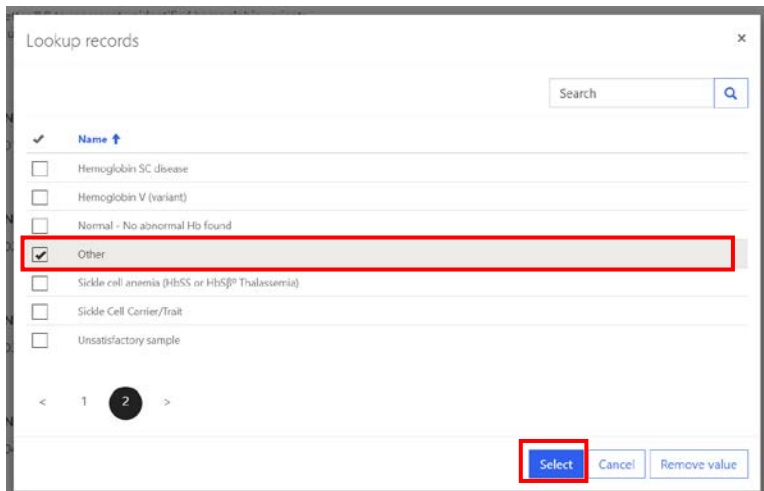 Lookup records
×
Search
✓ Name ↑
Hemoglobin SC disease
Hemoglobin V (variant)
Normal - No abnormal Hb found
Other
Sickle cell anemia (HbSS or HbSβ⁰ Thalassemia)
Sickle Cell Carrier/Trait
Unsatisfactory sample
< 1 2 >
Select Cancel Remove value